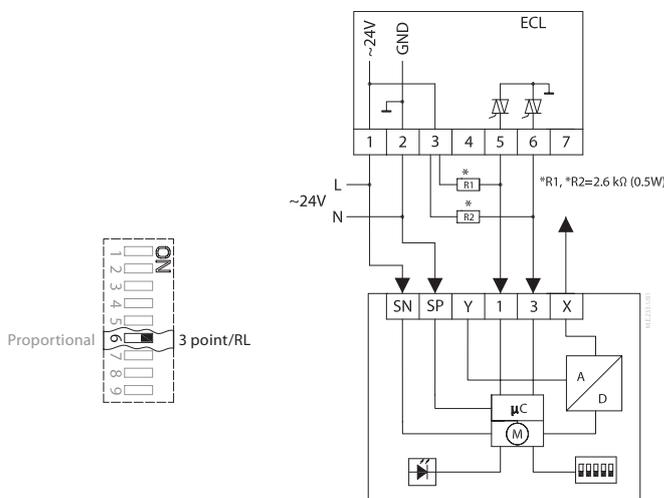 ECL
~24V
GND
1 2 3 4 5 6 7
*
R1
*
R2
*R1, *R2=2.6 kΩ (0.5W)
L
~24V
N
SN SP Y 1 3 X
A
D
µC
M
ON
1
2
3
4
5
Proportional 6 3 point/RL
7
8
9